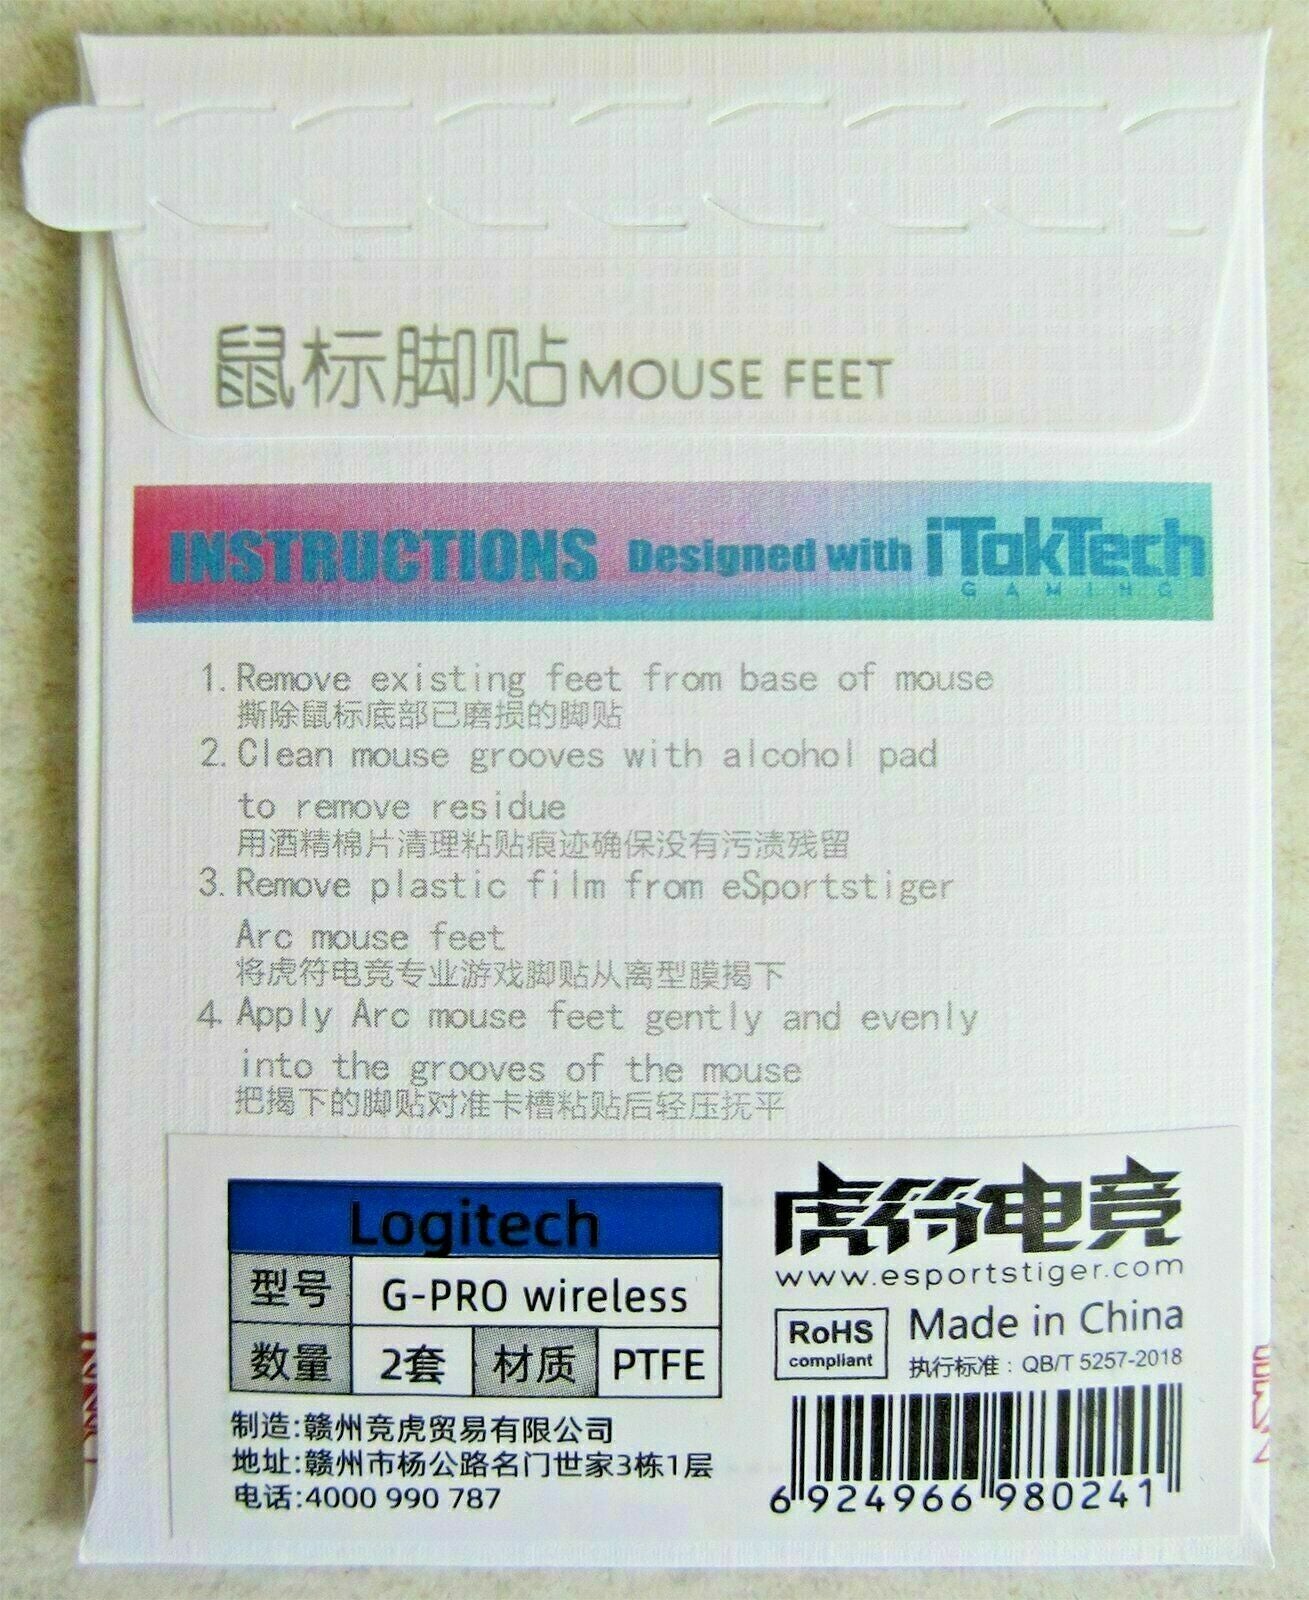 鼠标脚贴 MOUSE FEET
INSTRUCTIONS Designed with iTakTech
GAMING
1. Remove existing feet from base of mouse
撕除鼠标底部已磨损的脚贴
2. Clean mouse grooves with alcohol pad
to remove residue
用酒精棉片清理粘贴痕迹确保没有污渍残留
3. Remove plastic film from eSportstiger
Arc mouse feet
将虎符电竞专业游戏脚贴从离型膜揭下
4. Apply Arc mouse feet gently and evenly
into the grooves of the mouse
把揭下的脚贴对准卡槽粘贴后轻压抚平
Logitech
型号 G-PRO wireless
数量 2套 材质 PTFE
制造:赣州竞虎贸易有限公司
地址:赣州市杨公路名门世家3栋1层
电话:4000 990 787
虎符电竞
www.esportstiger.com
RoHS
compliant
Made in China
执行标准: QB/T 5257-2018
6 924966 980241